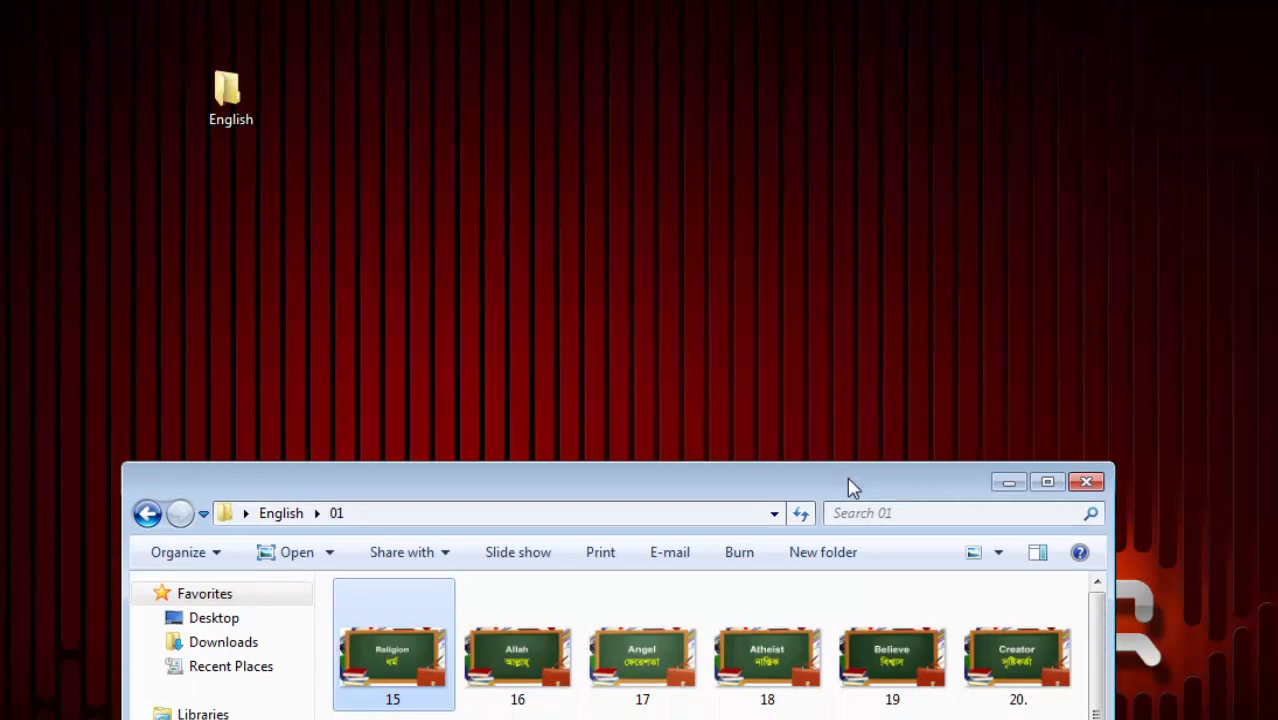 English
English 01
Search 01
Organize Open Share with Slide show Print E-mail Burn New folder
Favorites
Desktop
Downloads
Recent Places
Libraries
Religion
ধর্ম
15
Allah
আল্লাহ্
16
Angel
ফেরেশতা
17
Atheist
নাস্তিক
18
Believe
বিশ্বাস
19
Creator
সৃষ্টিকর্তা
20.